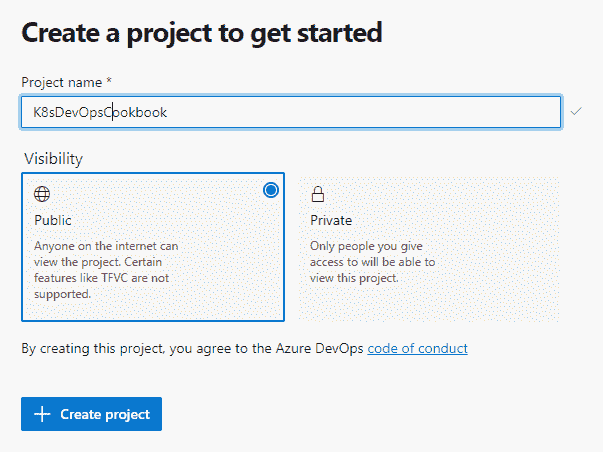 Create a project to get started
Project name *
K8sDevOpsCookbook
Visibility
Public
Anyone on the internet can
view the project. Certain
features like TFVC are not
supported.
Private
Only people you give
access to will be able to
view this project.
By creating this project, you agree to the Azure DevOps code of conduct
Create project